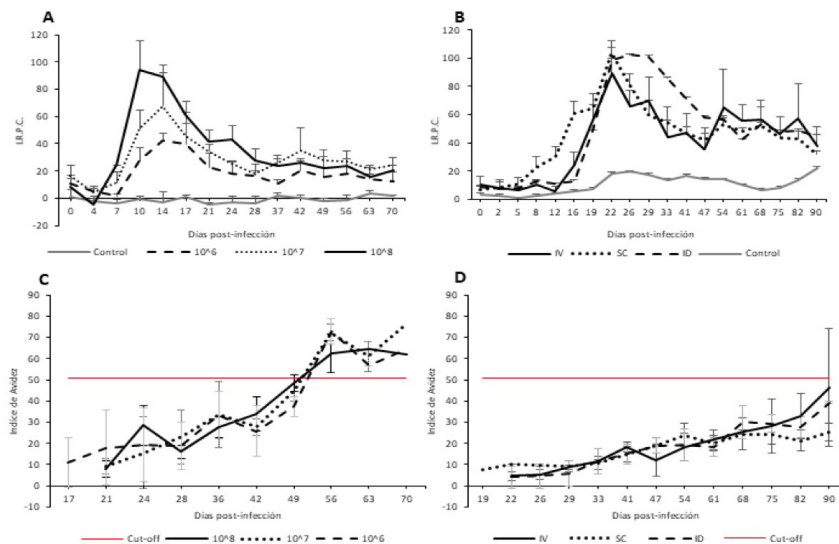 A
120
100
80
60
40
20
0
-20
I.R.P.C.
0 4 7 10 14 17 21 24 28 37 42 49 56 63 70
Días post-infección
Control 10^6 10^7 10^8
B
120
100
80
60
40
20
0
I.R.P.C.
0 2 5 8 12 16 19 22 26 29 33 41 47 54 61 68 75 82 90
Días post-infección
IV SC ID Control
C
90
80
70
60
50
40
30
20
10
0
-10
Indice de Avidez
17 21 24 28 36 42 49 56 63 70
Días post-infección
Cut-off 10^8 10^7 10^6
D
90
80
70
60
50
40
30
20
10
0
-10
Indice de Avidez
19 22 26 29 33 41 47 54 61 68 75 83 90
Días post-infección
IV SC ID Cut-off